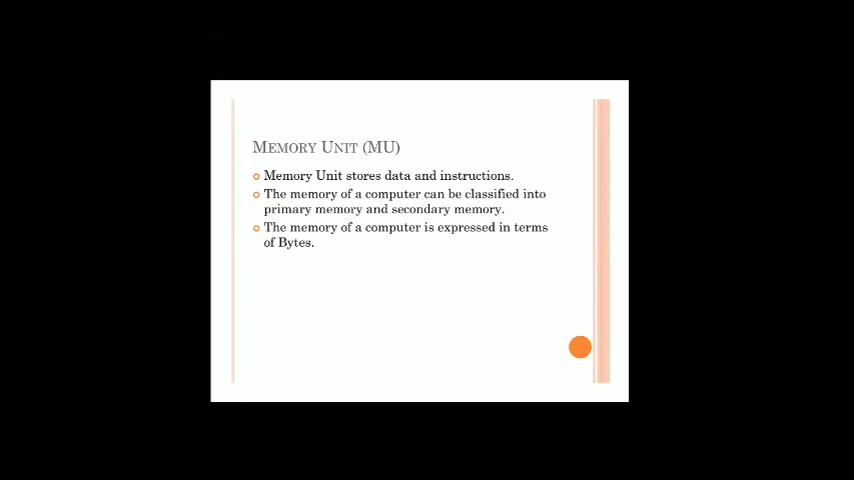 MEMORY UNIT (MU)
Memory Unit stores data and instructions.
The memory of a computer can be classified into
primary memory and secondary memory.
The memory of a computer is expressed in terms
of Bytes.